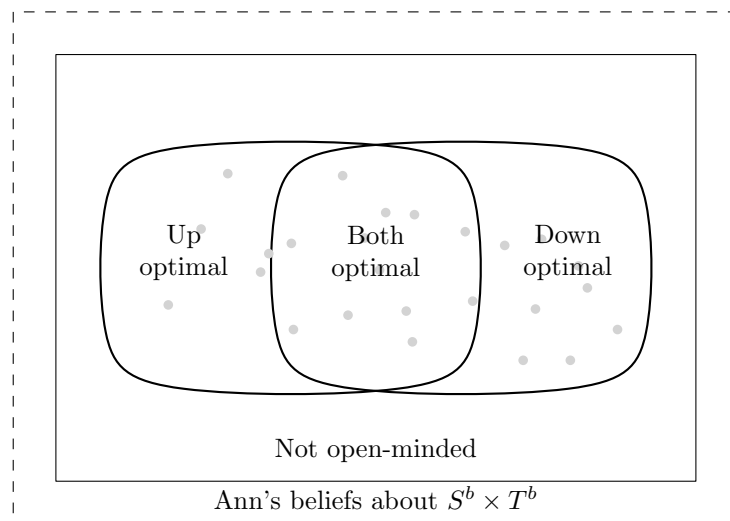 Up
optimal
Both
optimal
Down
optimal
Not open-minded
Ann's beliefs about $S^b \times T^b$